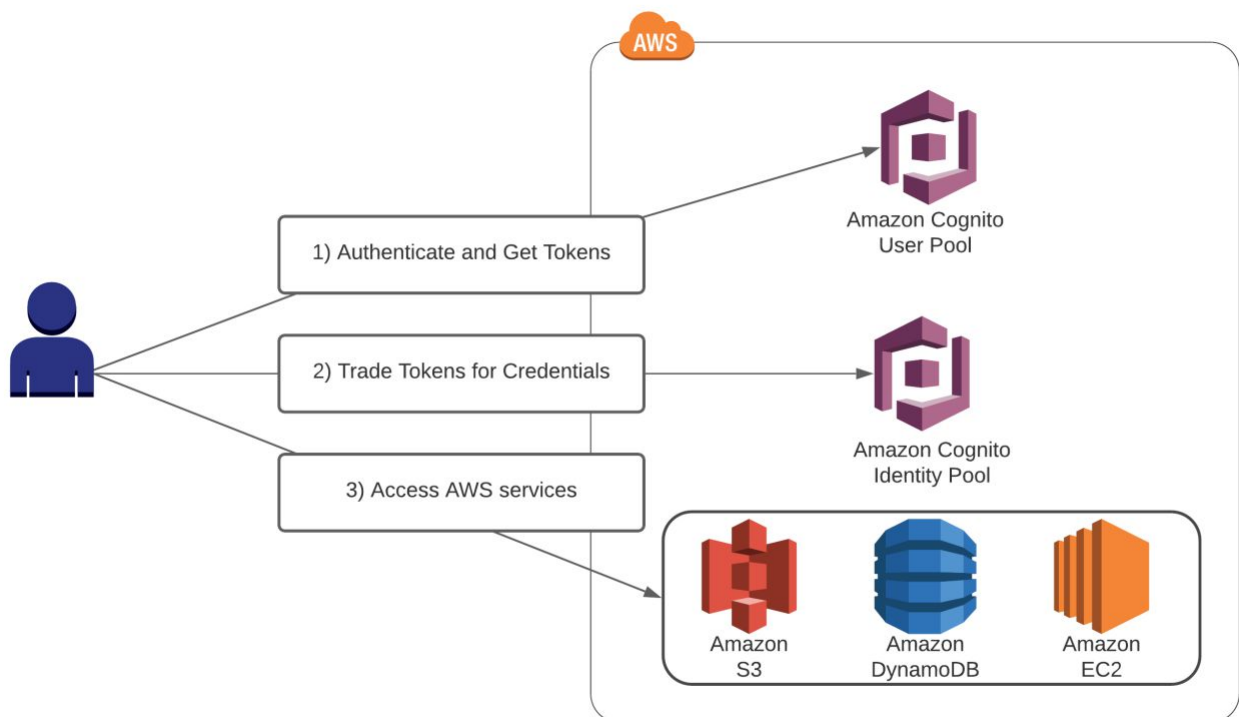 AWS
Amazon Cognito
User Pool
1) Authenticate and Get Tokens
2) Trade Tokens for Credentials
Amazon Cognito
Identity Pool
3) Access AWS services
Amazon
S3
Amazon
DynamoDB
Amazon
EC2